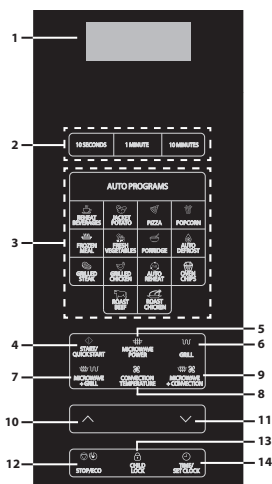 1
2
10 SECONDS 1 MINUTE 10 MINUTES
AUTO PROGRAMS
3
REHEAT BEVERAGES
JACKET POTATO
PIZZA
POPCORN
FROZEN MEAL
FRESH VEGETABLES
PORRIDGE
AUTO DEFROST
GRILLED STEAK
GRILLED CHICKEN
AUTO REHEAT
OVEN CHIPS
ROAST BEEF
ROAST CHICKEN
4
START/
QUICKSTART
5
MICROWAVE
POWER
6
GRILL
7
MICROWAVE
+GRILL
8
CONNECTION
TEMPERATURE
9
MICROWAVE
+CONNECTION
10
11
12
STOP/ECO
13
CHILD
LOCK
14
TIME/
SET CLOCK